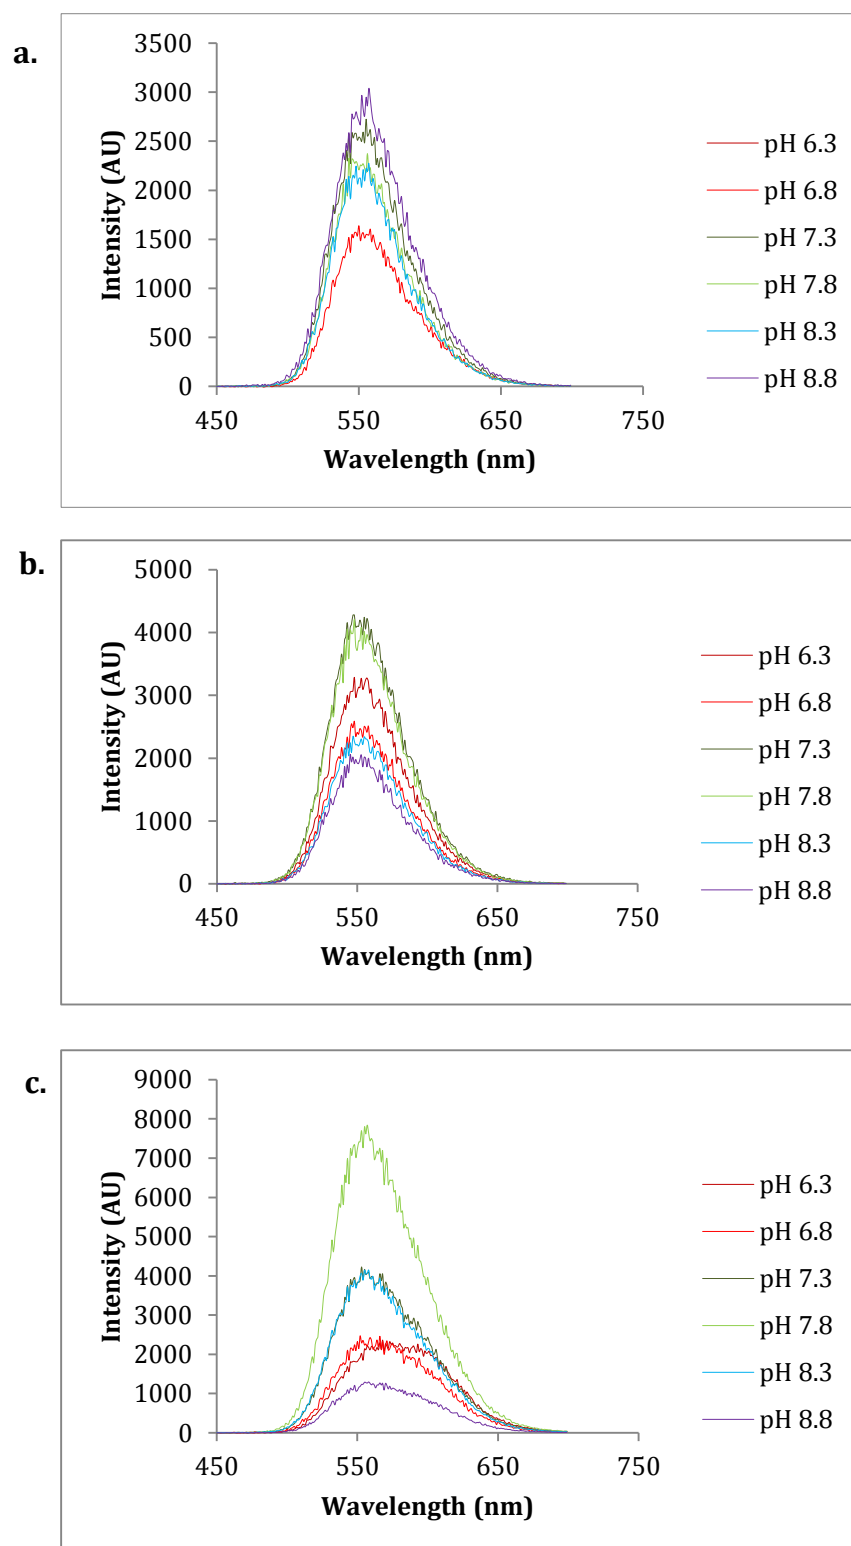 a.
Intensity (AU)
3500
3000
2500
2000
1500
1000
500
0
450
550
650
750
Wavelength (nm)
pH 6.3
pH 6.8
pH 7.3
pH 7.8
pH 8.3
pH 8.8
b.
Intensity (AU)
5000
4000
3000
2000
1000
0
450
550
650
750
Wavelength (nm)
pH 6.3
pH 6.8
pH 7.3
pH 7.8
pH 8.3
pH 8.8
c.
Intensity (AU)
9000
8000
7000
6000
5000
4000
3000
2000
1000
0
450
550
650
750
Wavelength (nm)
pH 6.3
pH 6.8
pH 7.3
pH 7.8
pH 8.3
pH 8.8